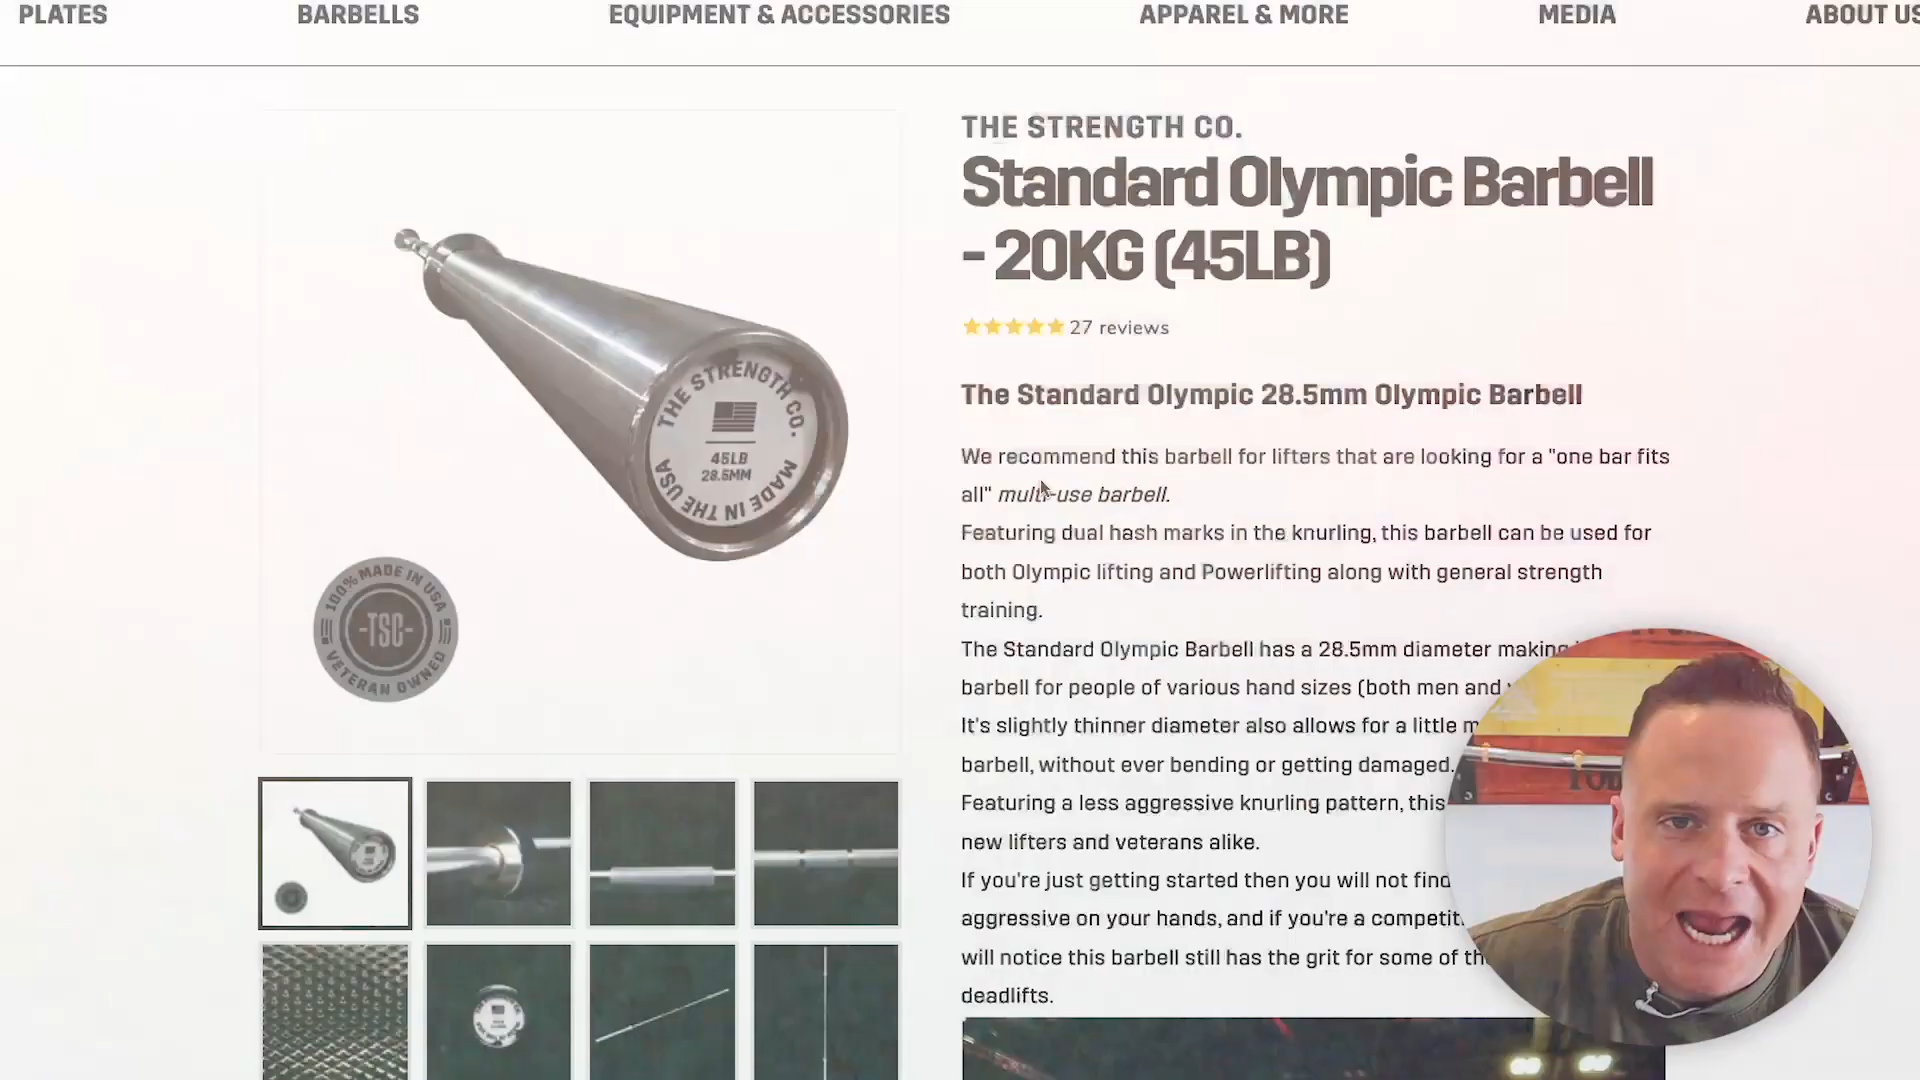 PLATES BARBELLS EQUIPMENT & ACCESSORIES APPAREL & MORE MEDIA ABOUT US
THE STRENGTH CO.
Standard Olympic Barbell
- 20KG (45LB)
27 reviews
The Standard Olympic 28.5mm Olympic Barbell
We recommend this barbell for lifters that are looking for a "one bar fits
all" multi-use barbell.
Featuring dual hash marks in the knurling, this barbell can be used for
both Olympic lifting and Powerlifting along with general strength
training.
The Standard Olympic Barbell has a 28.5mm diameter making
barbell for people of various hand sizes (both men and
It's slightly thinner diameter also allows for a little
barbell, without ever bending or getting damaged.
Featuring a less aggressive knurling pattern, this
new lifters and veterans alike.
If you're just getting started then you will not find
aggressive on your hands, and if you're a
will notice this barbell still has the grit for some of
deadlifts.
THE STRENGTH CO.
45LB
28.5MM
MADE IN THE USA
100% MADE IN USA
-TSC-
VETERAN OWNED